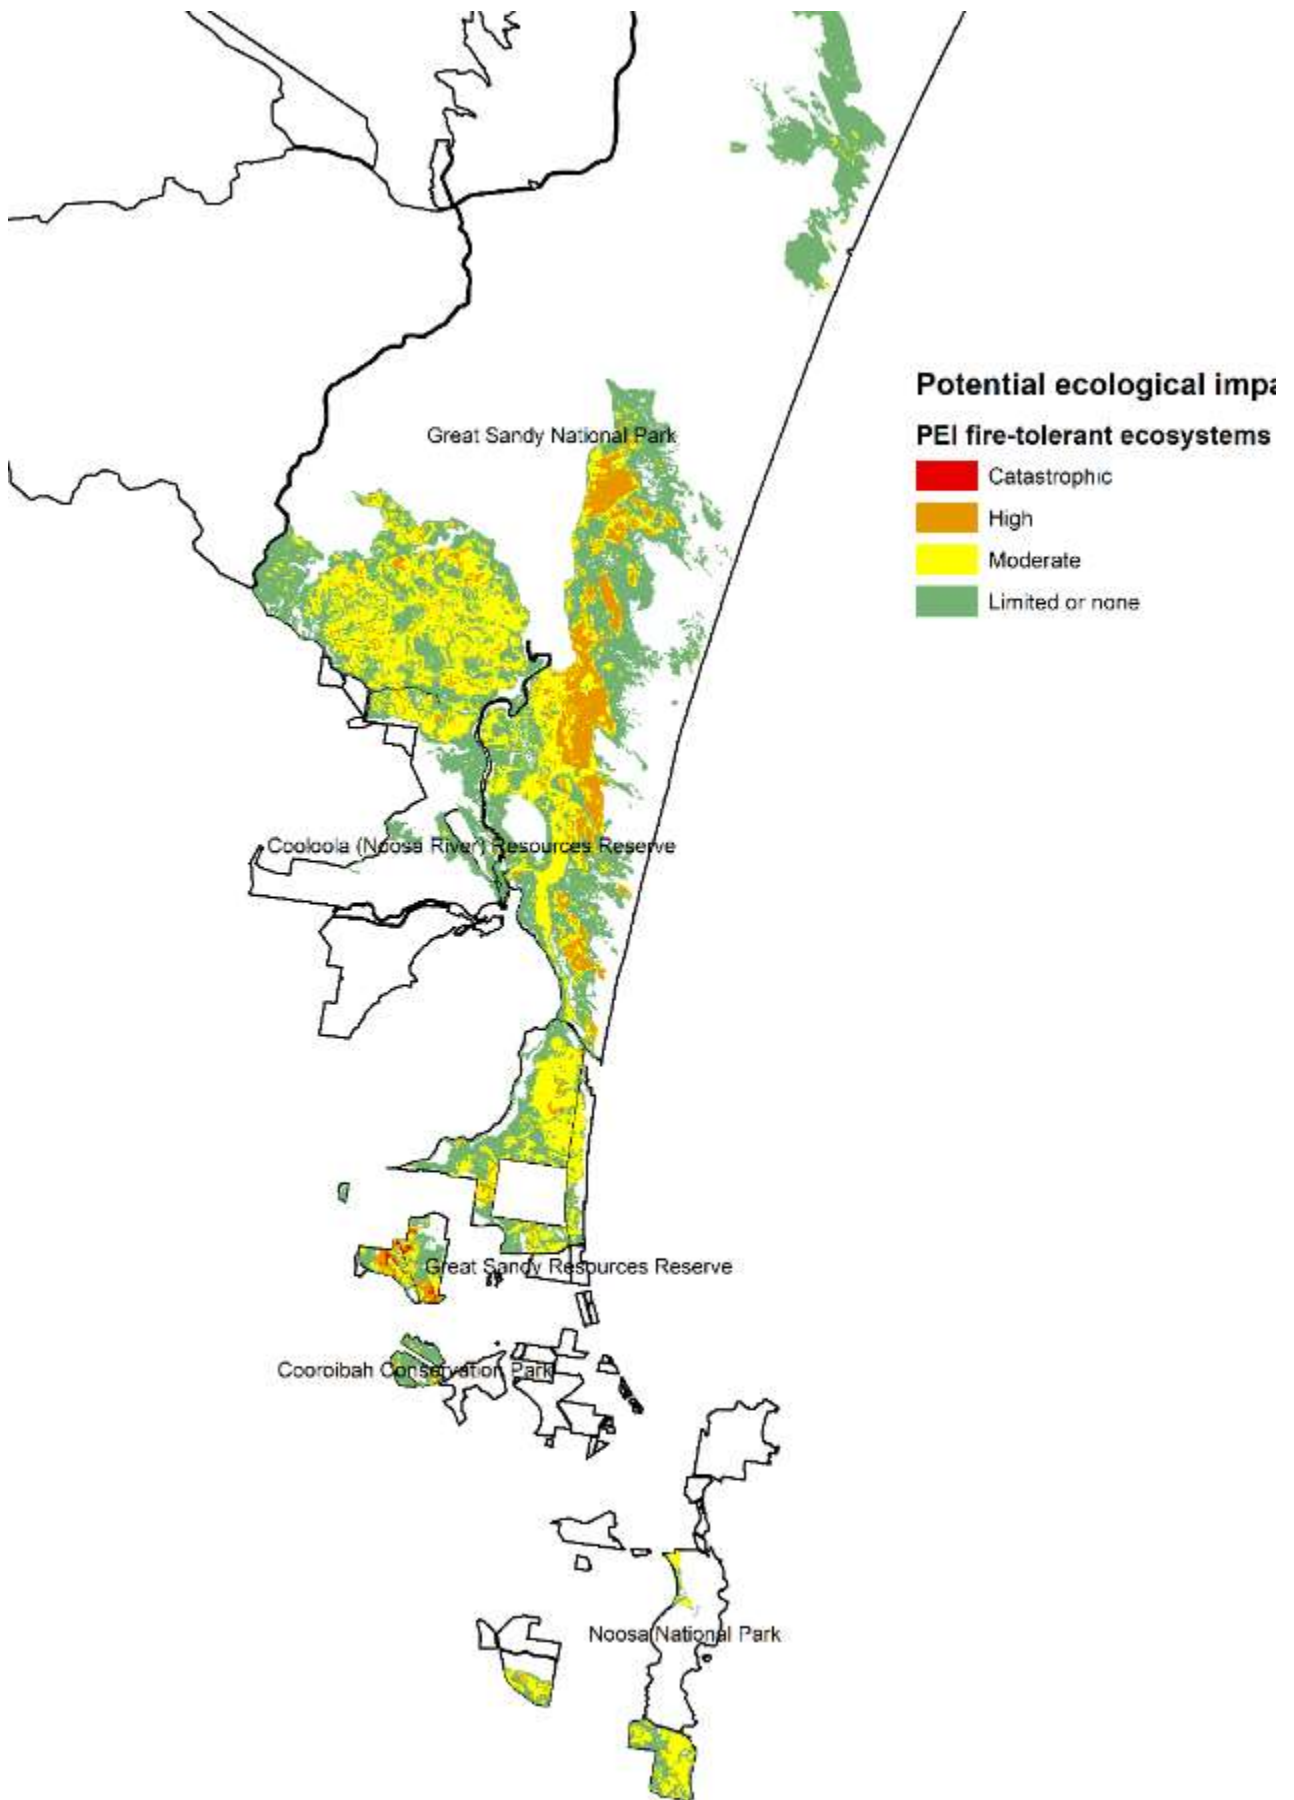 Potential ecological impa
Great Sandy National Park
PEI fire-tolerant ecosystems
Catastrophic
High
Moderate
Limited or none
Cooloola (Noosa River) Resources Reserve
Great Sandy Resources Reserve
Cooroibah Conservation Park
Noosa National Park